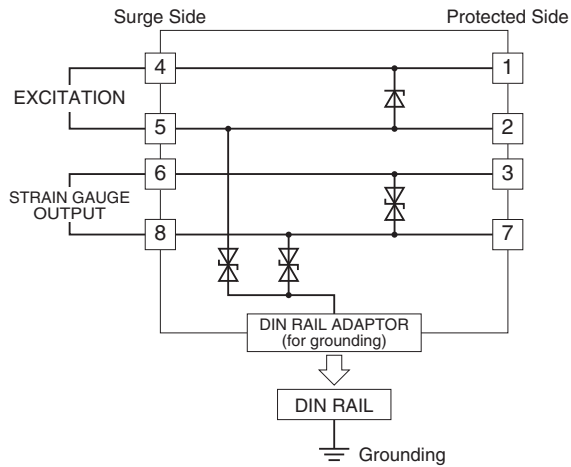 Surge Side
Protected Side
4
1
EXCITATION
5
2
6
3
STRAIN GAUGE
OUTPUT
8
7
DIN RAIL ADAPTOR
(for grounding)
DIN RAIL
Grounding